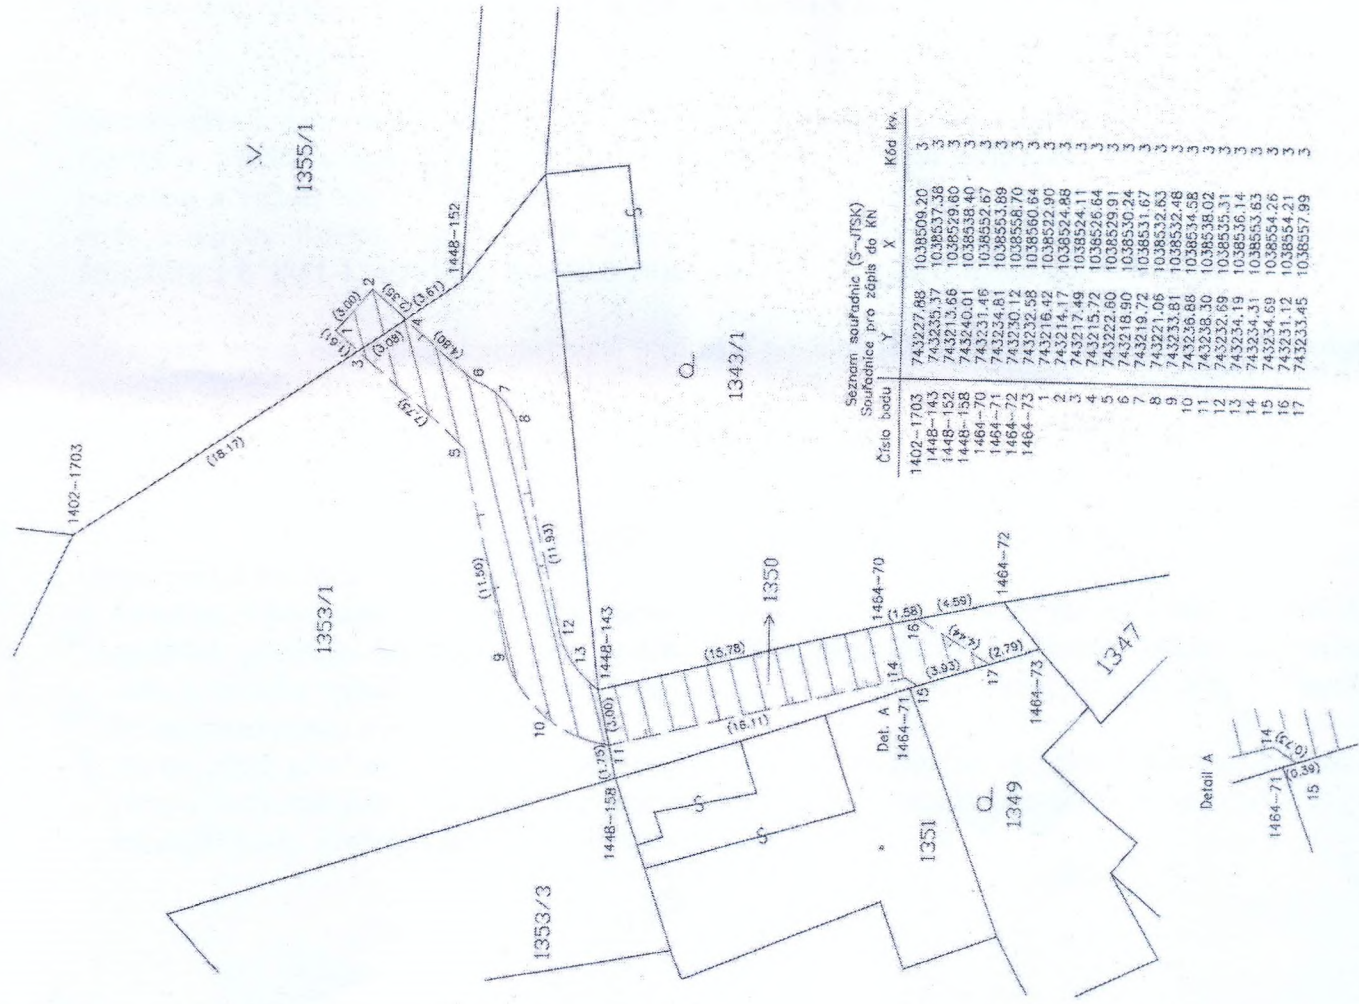 1402-1703
(18.17)
V.
1355/1
1353/1
1448-152
(3.00)
2
1
(1.67)
3
(2.35)
(3.61)
4
(4.80)
(7.75)
5
6
7
8
(11.50)
(11.93)
9
10
11
12
13
1448-143
(3.00)
(1.75)
1448-158
S
1343/1
(15.78)
1350
(16.11)
1464-70
(1.58)
16
(4.59)
1464-72
14
(4.44)
(3.93)
17
(2.79)
15
Det. A
1464-71
1464-73
1347
S
S
1353/3
1351
1349
Detail A
14
(0.73)
(0.39)
1464-71
15
Seznam souřadnic (S-JTSK)
Souřadnice pro zápis do KN
Číslo bodu Y X Kód kv.
1402-1703 743227.88 1038509.20 3
1448-143 743235.37 1038537.38 3
1448-152 743213.66 1038529.60 3
1448-158 743240.01 1038538.40 3
1464-70 743231.46 1038552.67 3
1464-71 743234.81 1038553.89 3
1464-72 743230.12 1038558.70 3
1464-73 743232.58 1038560.64 3
1 743216.42 1038522.90 3
2 743214.17 1038524.88 3
3 743217.49 1038524.11 3
4 743215.72 1038526.64 3
5 743222.60 1038529.91 3
6 743218.90 1038530.24 3
7 743219.72 1038531.67 3
8 743221.06 1038532.63 3
9 743233.81 1038532.48 3
10 743236.88 1038534.58 3
11 743238.30 1038538.02 3
12 743232.69 1038535.31 3
13 743234.19 1038536.14 3
14 743234.31 1038553.63 3
15 743234.69 1038554.26 3
16 743231.12 1038554.21 3
17 743233.45 1038557.99 3